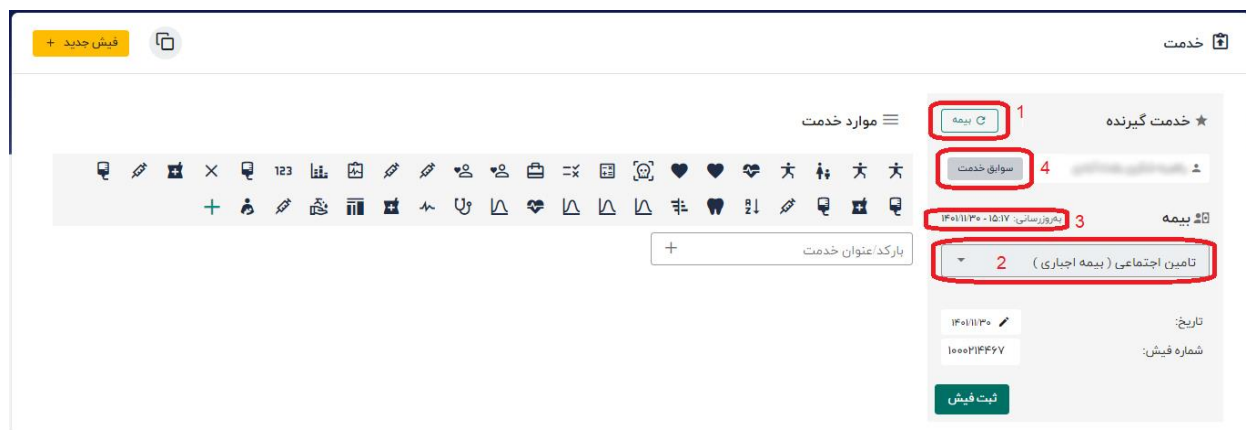 خدمت
فیش جدید +
خدمت گیرنده
بیمه
1
موارد خدمت
سوابق خدمت
4
123
بیمه
به‌روزرسانی: ۱۵:۱۷ - ۱۴۰۱/۱۱/۳۰
3
بارکد/عنوان خدمت +
تامین اجتماعی ( بیمه اجباری )
2
تاریخ:
۱۴۰۱/۱۱/۳۰
شماره فیش:
۱۰۰۰۲۱۴۴۶۷
ثبت فیش